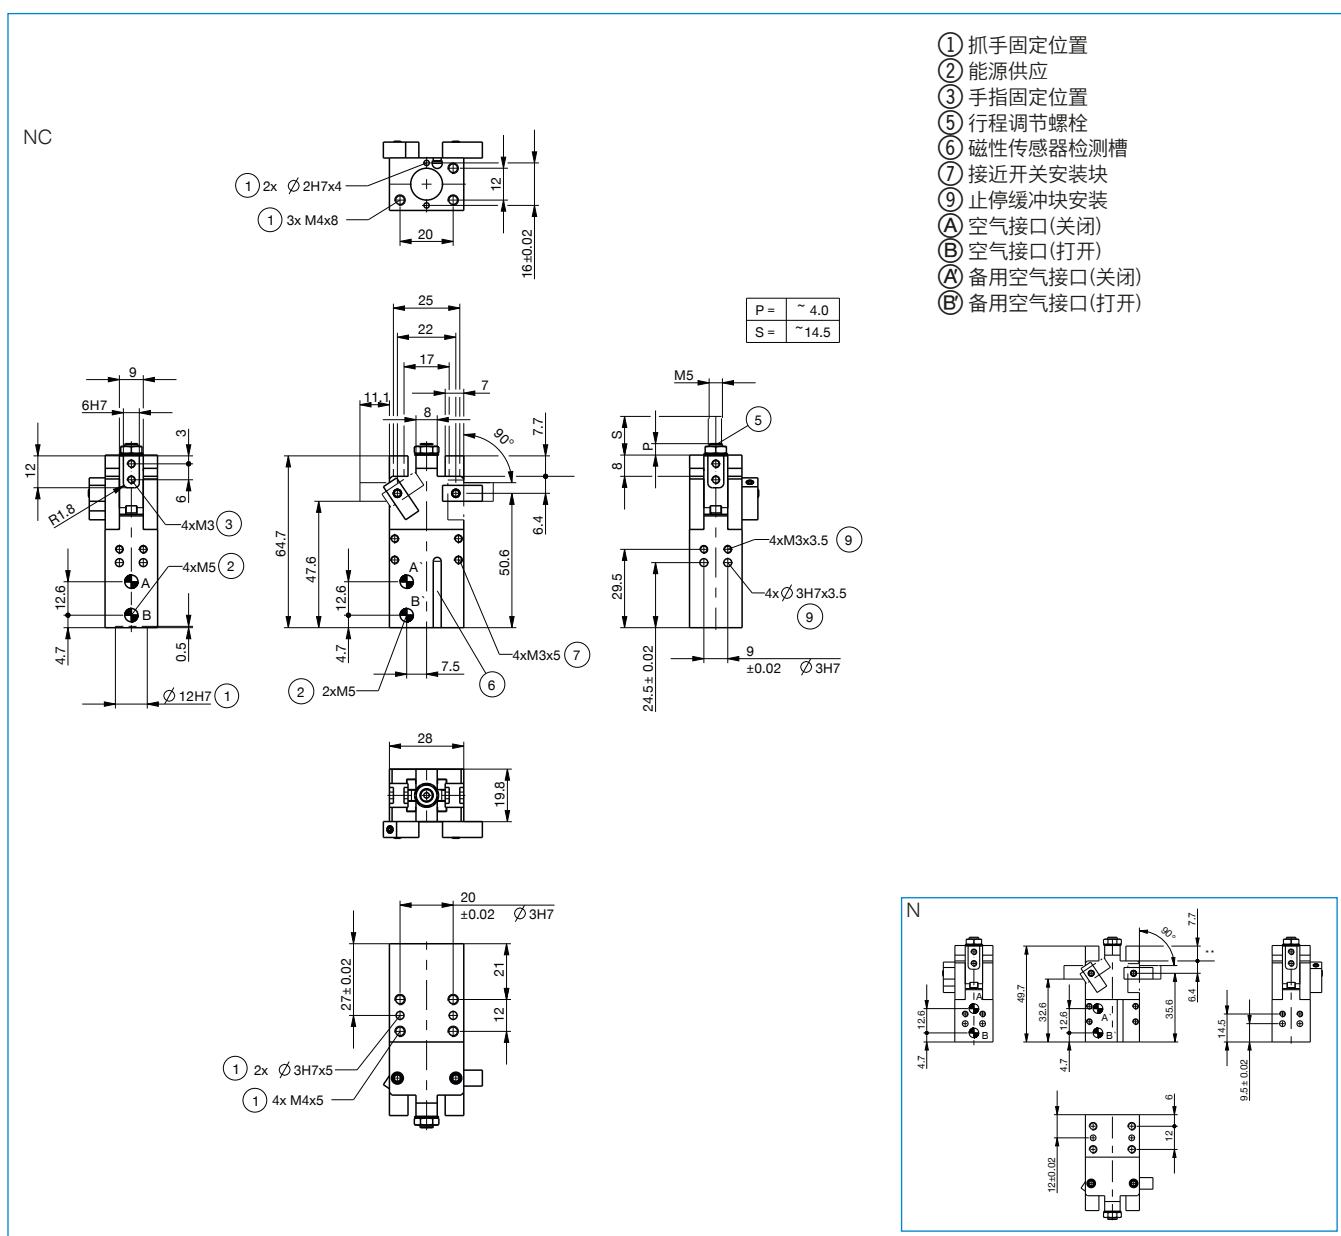 NC
① 抓手固定位置
② 能源供应
③ 手指固定位置
⑤ 行程调节螺栓
⑥ 磁性传感器检测槽
⑦ 接近开关安装块
⑨ 止停缓冲块安装
Ⓐ 空气接口(关闭)
Ⓑ 空气接口(打开)
A' 备用空气接口(关闭)
B' 备用空气接口(打开)
① 2x Ø 2H7x4
① 3x M4x8
12
20
16±0.02
P = ~ 4.0
S = ~14.5
9
6H7
3
12
6
R1.8
4xM3 ③
4xM5 ②
A
B
12.6
4.7
0.5
Ø 12H7 ①
25
22
17
7
11.1
8
90°
7.7
6.4
64.7
47.6
50.6
12.6
4.7
A`
B`
7.5
② 2xM5
⑥
4xM3x5 ⑦
M5
⑤
S
P
8
4xM3x3.5 ⑨
4x Ø 3H7x3.5
⑨
29.5
24.5± 0.02
9
±0.02 Ø 3H7
28
19.8
20
±0.02 Ø 3H7
27± 0.02
21
12
① 2x Ø 3H7x5
① 4x M4x5
N
A
B
12.6
4.7
90°
7.7
6.4
49.7
32.6
12.6
4.7
35.6
A`
B`
14.5
9.5± 0.02
6
12
12±0.02